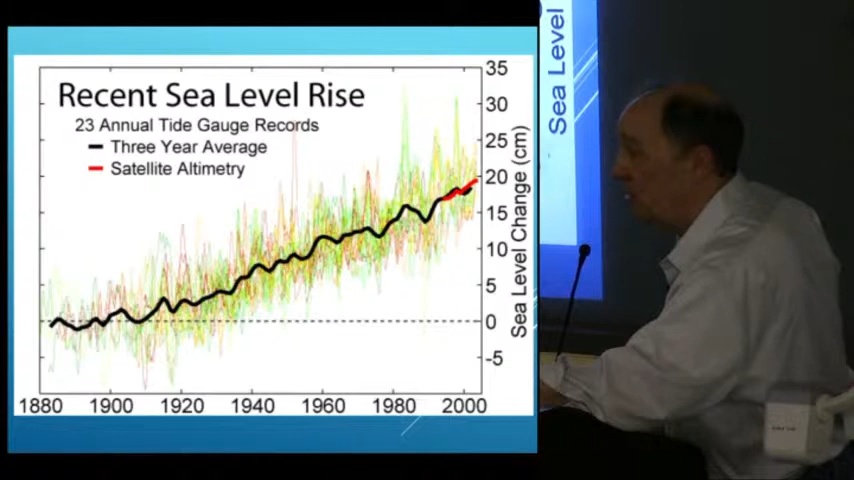 Recent Sea Level Rise
23 Annual Tide Gauge Records
Three Year Average
Satellite Altimetry
35
30
25
20
15
10
5
0
-5
Sea Level Change (cm)
1880 1900 1920 1940 1960 1980 2000
Sea Level